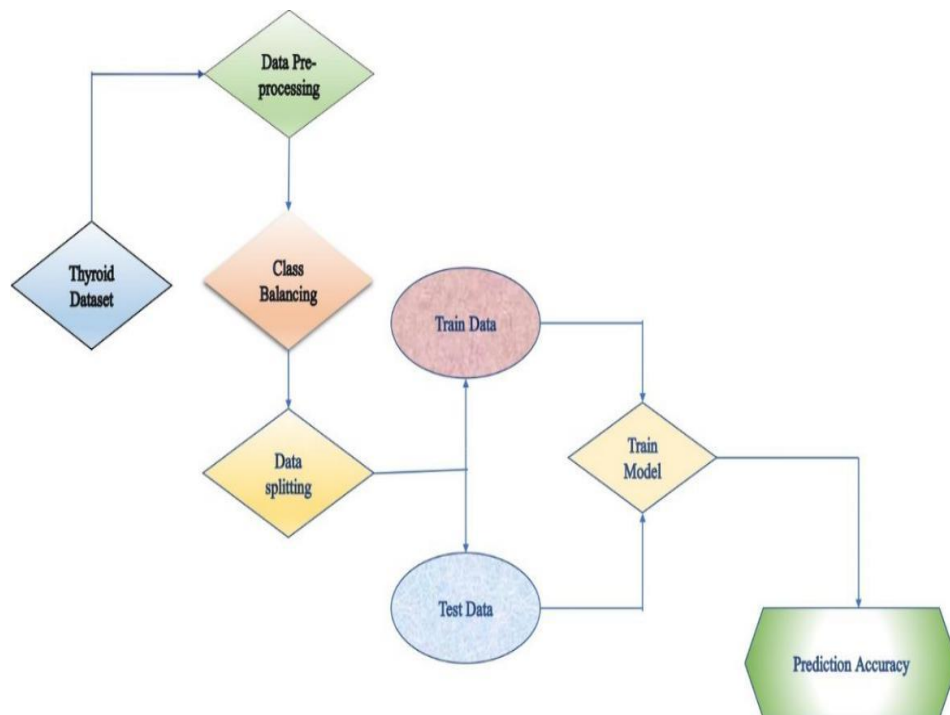 Data Pre-
processing
Thyroid
Dataset
Class
Balancing
Train Data
Data
splitting
Train
Model
Test Data
Prediction Accuracy